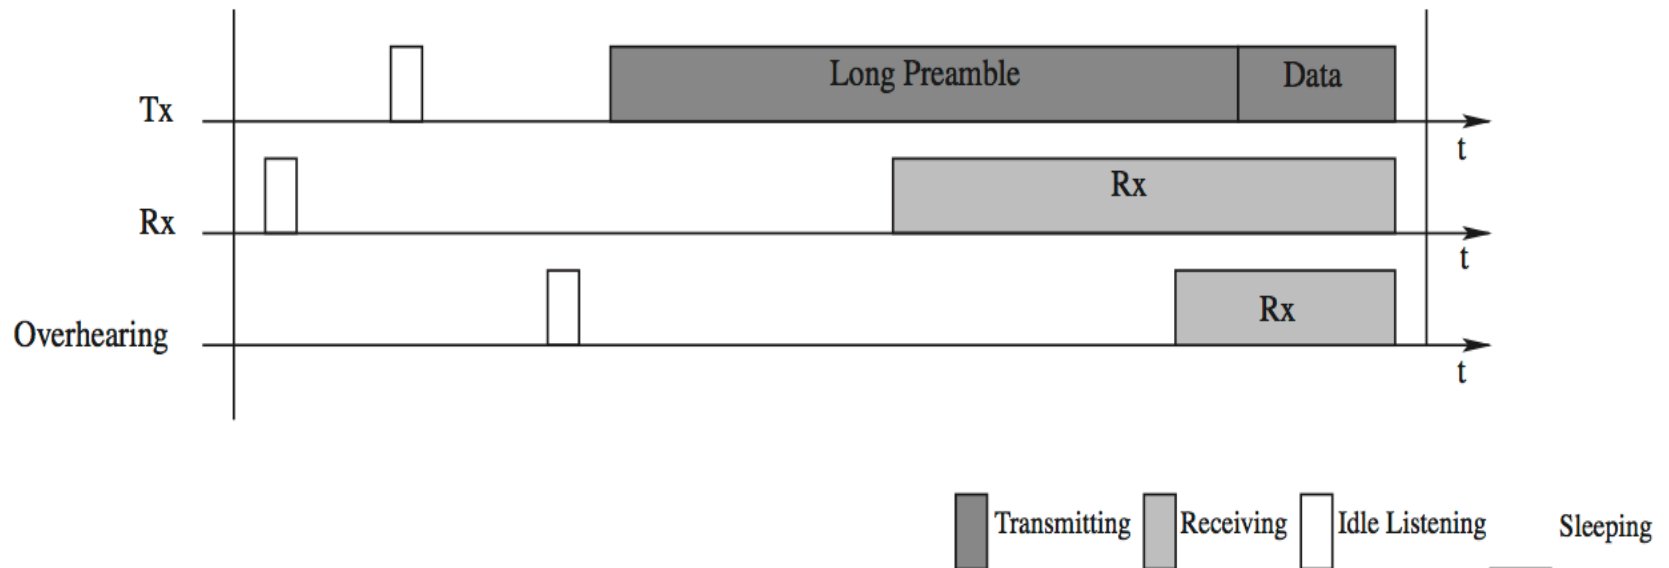 Long Preamble Data
Tx
t
Rx
Rx
t
Rx
Overhearing
t
Transmitting Receiving Idle Listening Sleeping